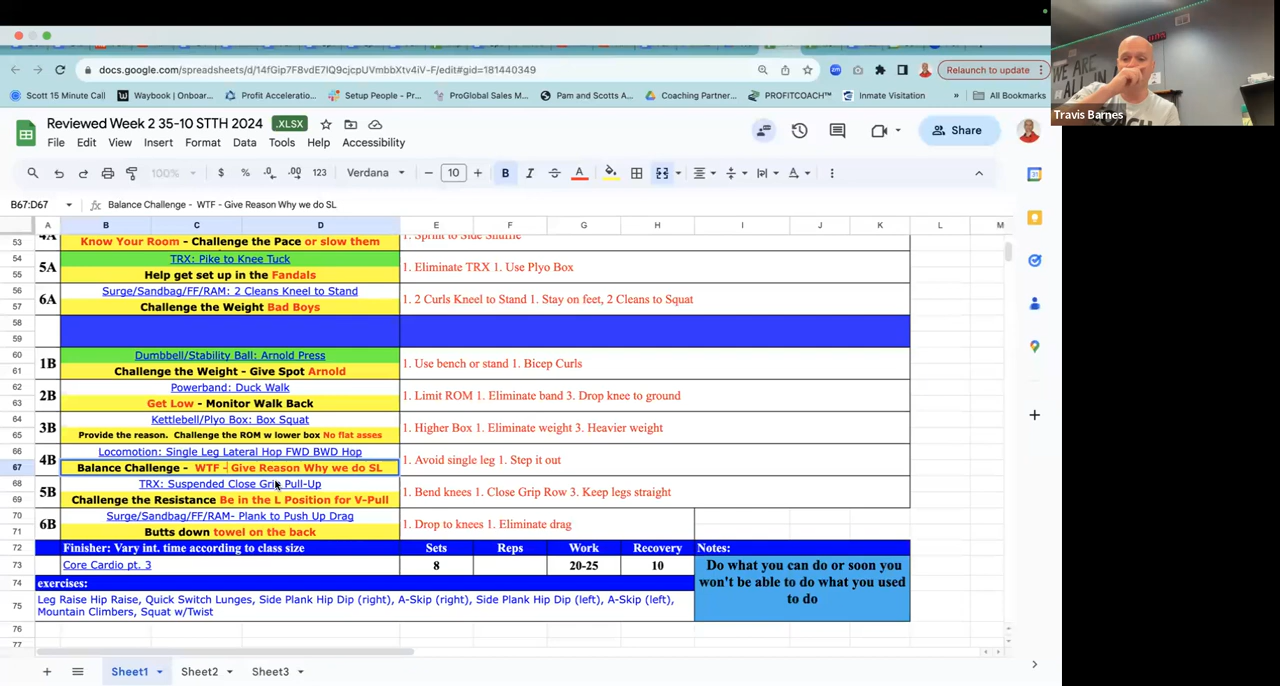 docs.google.com/spreadsheets/d/14fGip7F8vdE7IQ9cjcpUVmbbXtv4iV-F/edit#gid=181440349
Relaunch to update
Scott 15 Minute Call
Waybook | Onboar...
Profit Acceleratio...
Setup People - Pr...
ProGlobal Sales M...
Pam and Scotts A...
Coaching Partner...
PROFITCOACH™...
Inmate Visitation
»
All Bookmarks
WE ARE
ALL IN
COACH
Travis Barnes
Reviewed Week 2 35-10 STTH 2024
.XLSX
Share
File Edit View Insert Format Data Tools Help Accessibility
100% $ % .0 .00 123 Verdana - 10 + B I A
B67:D67 fx Balance Challenge - WTF - Give Reason Why we do SL
A B C D E F G H I J K L M
53 4A Know Your Room - Challenge the Pace or slow them 1. Sprint to Side Shuffle
54 TRX: Pike to Knee Tuck
5A 1. Eliminate TRX 1. Use Plyo Box
55 Help get set up in the Fandals
56 Surge/Sandbag/FF/RAM: 2 Cleans Kneel to Stand
6A 1. 2 Curls Kneel to Stand 1. Stay on feet, 2 Cleans to Squat
57 Challenge the Weight Bad Boys
58
59
60 Dumbbell/Stability Ball: Arnold Press
1B 1. Use bench or stand 1. Bicep Curls
61 Challenge the Weight - Give Spot Arnold
62 Powerband: Duck Walk
2B 1. Limit ROM 1. Eliminate band 3. Drop knee to ground
63 Get Low - Monitor Walk Back
64 Kettlebell/Plyo Box: Box Squat
3B 1. Higher Box 1. Eliminate weight 3. Heavier weight
65 Provide the reason. Challenge the ROM w lower box No flat asses
66 Locomotion: Single Leg Lateral Hop FWD BWD Hop
4B 1. Avoid single leg 1. Step it out
67 Balance Challenge - WTF - Give Reason Why we do SL
68 TRX: Suspended Close Grip Pull-Up
5B 1. Bend knees 1. Close Grip Row 3. Keep legs straight
69 Challenge the Resistance Be in the L Position for V-Pull
70 Surge/Sandbag/FF/RAM- Plank to Push Up Drag
6B 1. Drop to knees 1. Eliminate drag
71 Butts down towel on the back
72 Finisher: Vary int. time according to class size Sets Reps Work Recovery Notes:
73 Core Cardio pt. 3 8 20-25 10
Do what you can do or soon you
won't be able to do what you used
to do
74 exercises:
75 Leg Raise Hip Raise, Quick Switch Lunges, Side Plank Hip Dip (right), A-Skip (right), Side Plank Hip Dip (left), A-Skip (left),
Mountain Climbers, Squat w/Twist
76
77
+ Sheet1 Sheet2 Sheet3